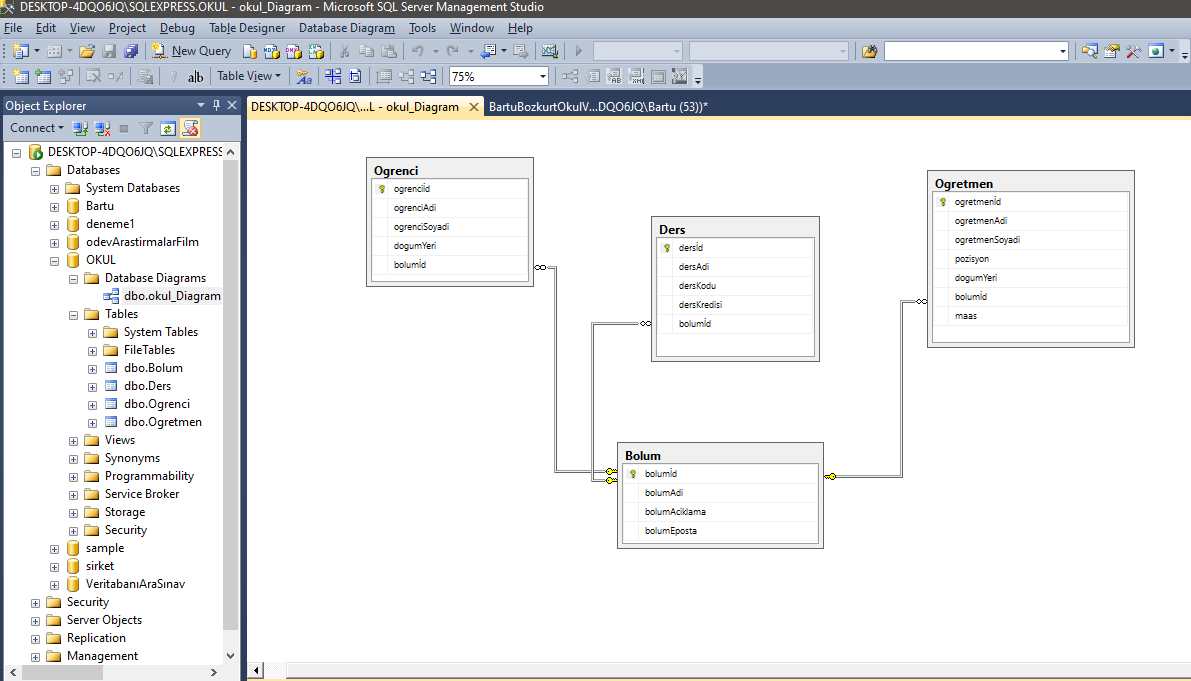 DESKTOP-4DQO6JQ\SQLEXPRESS.OKUL - okul_Diagram - Microsoft SQL Server Management Studio
File Edit View Project Debug Table Designer Database Diagram Tools Window Help
New Query
ab Table View 75%
Object Explorer
Connect
DESKTOP-4DQO6JQ\SQLEXPRESS
Databases
System Databases
Bartu
deneme1
odevArastirmalarFilm
OKUL
Database Diagrams
dbo.okul_Diagram
Tables
System Tables
FileTables
dbo.Bolum
dbo.Ders
dbo.Ogrenci
dbo.Ogretmen
Views
Synonyms
Programmability
Service Broker
Storage
Security
sample
sirket
VeritabanıAraSınav
Security
Server Objects
Replication
Management
DESKTOP-4DQO6JQ\...L - okul_Diagram
BartuBozkurtOkulV...DQO6JQ\Bartu (53))*
Ogrenci
ogrenciİd
ogrenciAdi
ogrenciSoyadi
dogumYeri
bolumİd
Ders
dersİd
dersAdi
dersKodu
dersKredisi
bolumİd
Ogretmen
ogretmenİd
ogretmenAdi
ogretmenSoyadi
pozisyon
dogumYeri
bolumİd
maas
Bolum
bolumİd
bolumAdi
bolumAciklama
bolumEposta